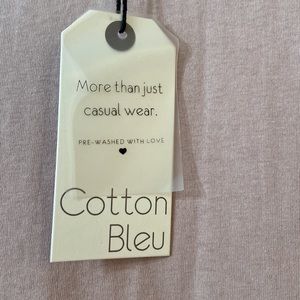 More than just
casual wear.
PRE-WASHED WITH LOVE
Cotton
Bleu